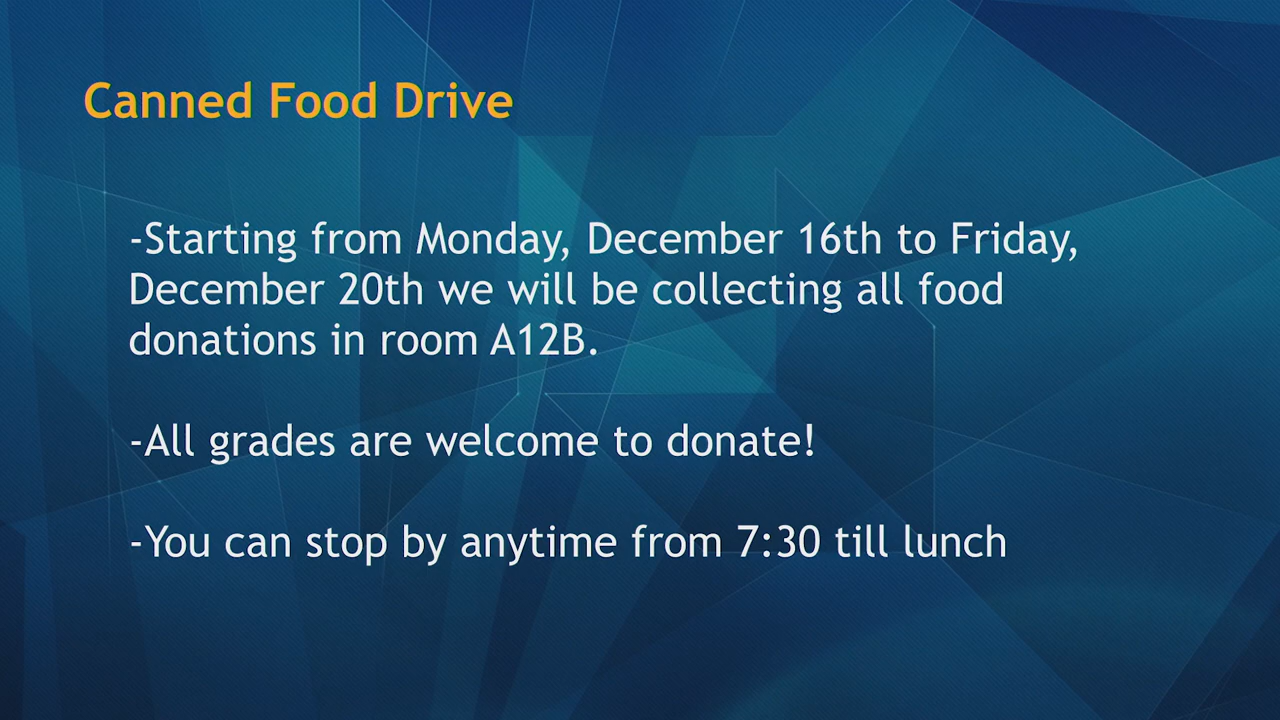 Canned Food Drive
-Starting from Monday, December 16th to Friday,
December 20th we will be collecting all food
donations in room A12B.
-All grades are welcome to donate!
-You can stop by anytime from 7:30 till lunch